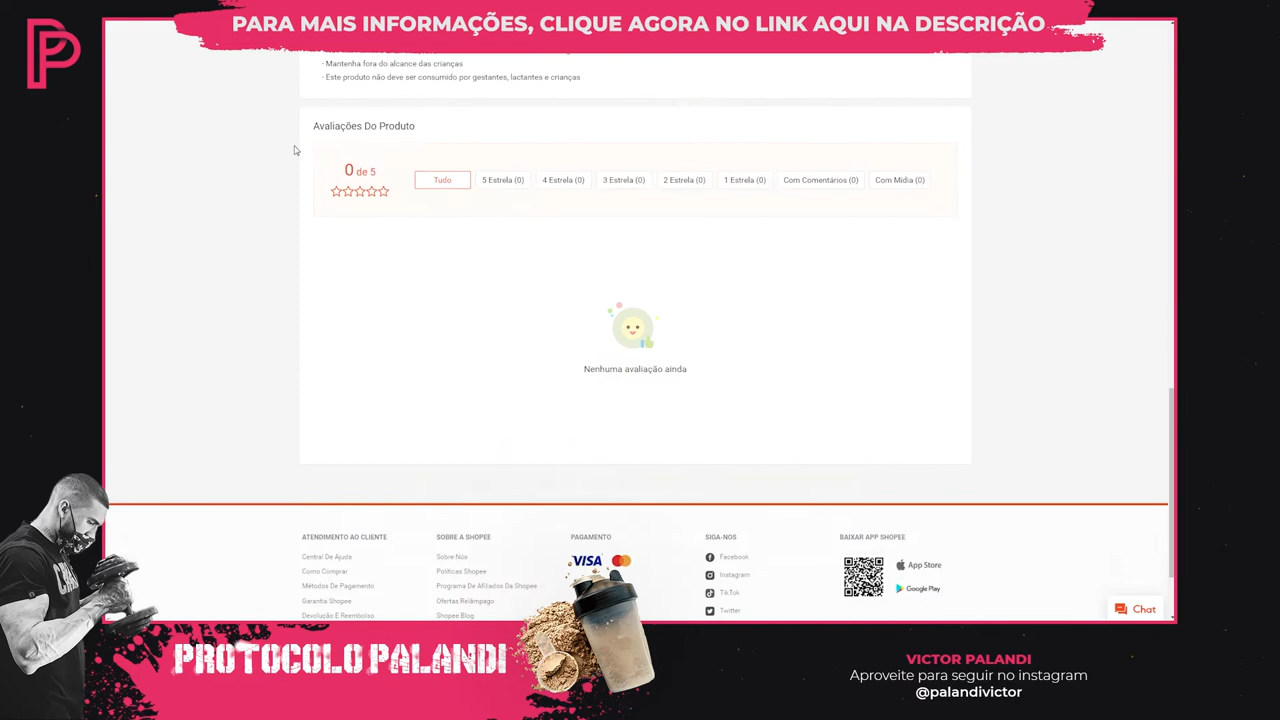 PARA MAIS INFORMAÇÕES, CLIQUE AGORA NO LINK AQUI NA DESCRIÇÃO
· Mantenha fora do alcance das crianças
· Este produto não deve ser consumido por gestantes, lactantes e crianças
Avaliações Do Produto
0 de 5
Tudo
5 Estrela (0)
4 Estrela (0)
3 Estrela (0)
2 Estrela (0)
1 Estrela (0)
Com Comentários (0)
Com Mídia (0)
Nenhuma avaliação ainda
ATENDIMENTO AO CLIENTE
Central De Ajuda
Como Comprar
Métodos De Pagamento
Garantia Shopee
Devolução E Reembolso
SOBRE A SHOPEE
Sobre Nós
Políticas Shopee
Programa De Afiliados Da Shopee
Ofertas Relâmpago
Shopee Blog
PAGAMENTO
VISA
SIGA-NOS
Facebook
Instagram
TikTok
Twitter
BAIXAR APP SHOPEE
App Store
Google Play
Chat
PROTOCOLO PALANDI
VICTOR PALANDI
Aproveite para seguir no instagram
@palandivictor